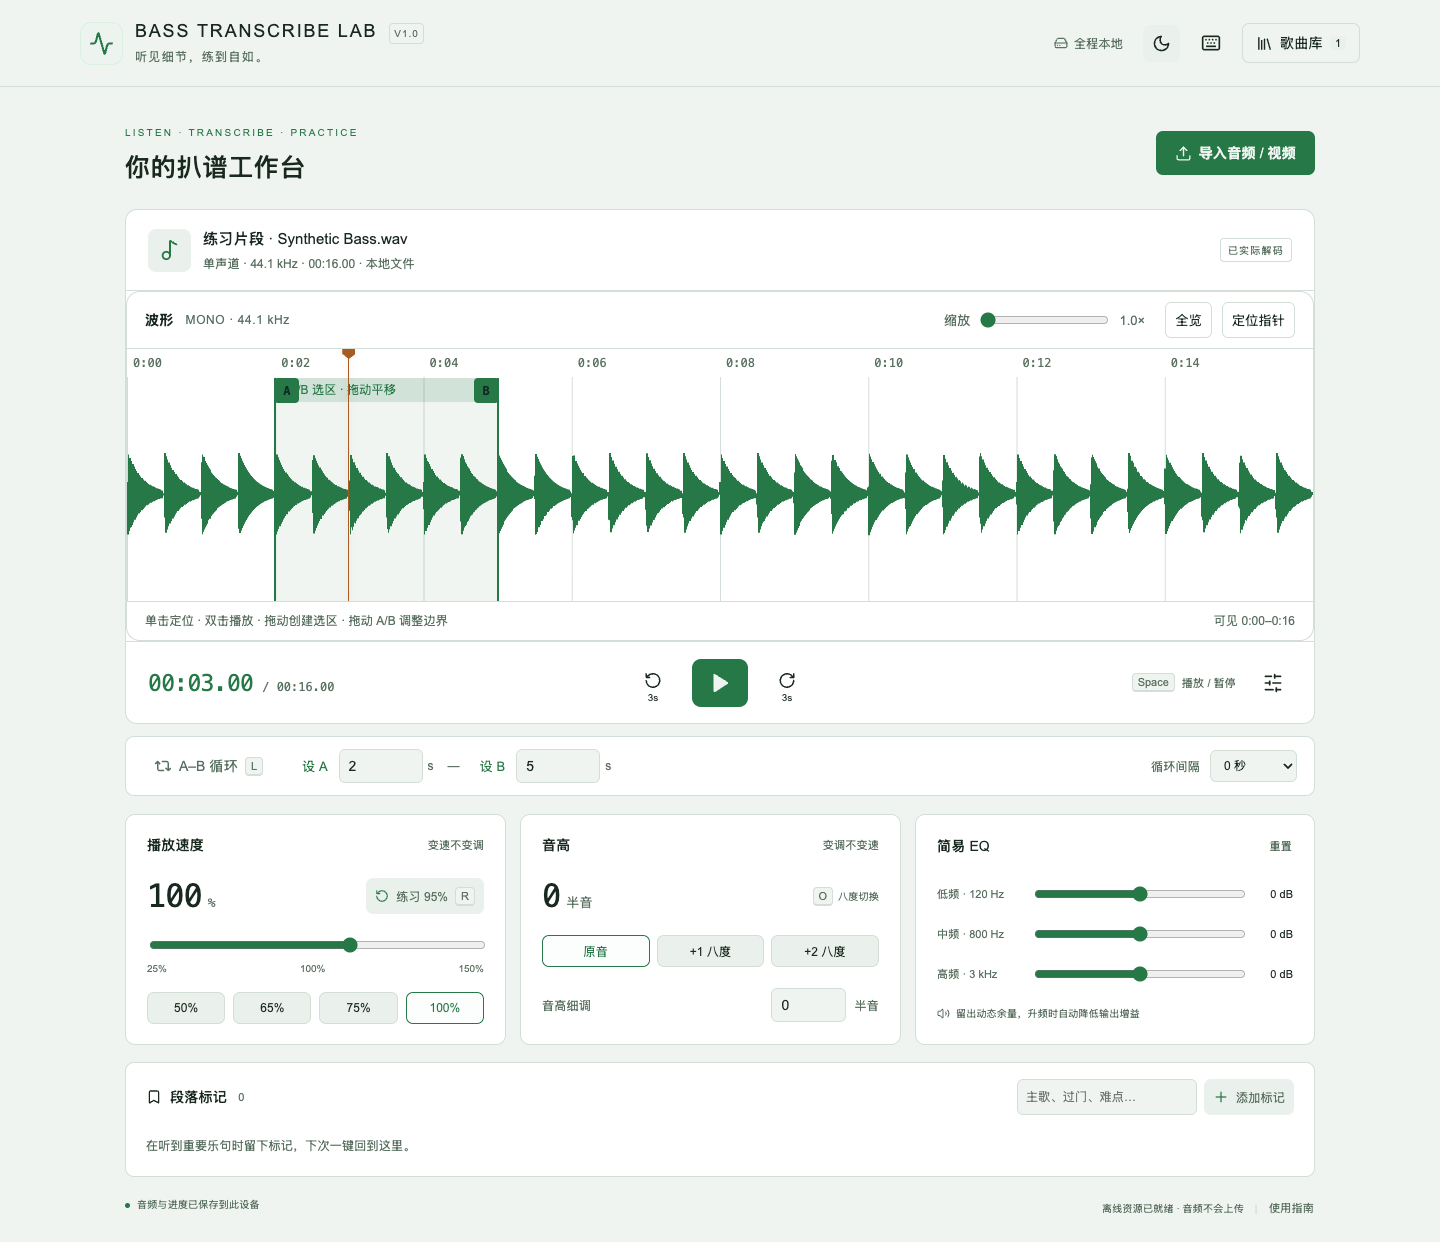 BASS TRANSCRIBE LAB V1.0
听见细节，练到自如。
全程本地
歌曲库 1
LISTEN · TRANSCRIBE · PRACTICE
你的扒谱工作台
导入音频 / 视频
练习片段 · Synthetic Bass.wav
单声道 · 44.1 kHz · 00:16.00 · 本地文件
已实际解码
波形 MONO · 44.1 kHz
缩放 1.0× 全览 定位指针
0:00 0:02 0:04 0:06 0:08 0:10 0:12 0:14
A /B 选区 · 拖动平移 B
单击定位 · 双击播放 · 拖动创建选区 · 拖动 A/B 调整边界
可见 0:00–0:16
00:03.00 / 00:16.00
3s 3s
Space 播放 / 暂停
A–B 循环 L 设 A 2 s — 设 B 5 s
循环间隔 0 秒
播放速度 变速不变调
100 %
练习 95% R
25% 100% 150%
50% 65% 75% 100%
音高 变调不变速
0 半音
O 八度切换
原音 +1 八度 +2 八度
音高细调 0 半音
简易 EQ 重置
低频 · 120 Hz 0 dB
中频 · 800 Hz 0 dB
高频 · 3 kHz 0 dB
留出动态余量，升频时自动降低输出增益
段落标记 0
主歌、过门、难点…
添加标记
在听到重要乐句时留下标记，下次一键回到这里。
音频与进度已保存到此设备
离线资源已就绪 · 音频不会上传 | 使用指南